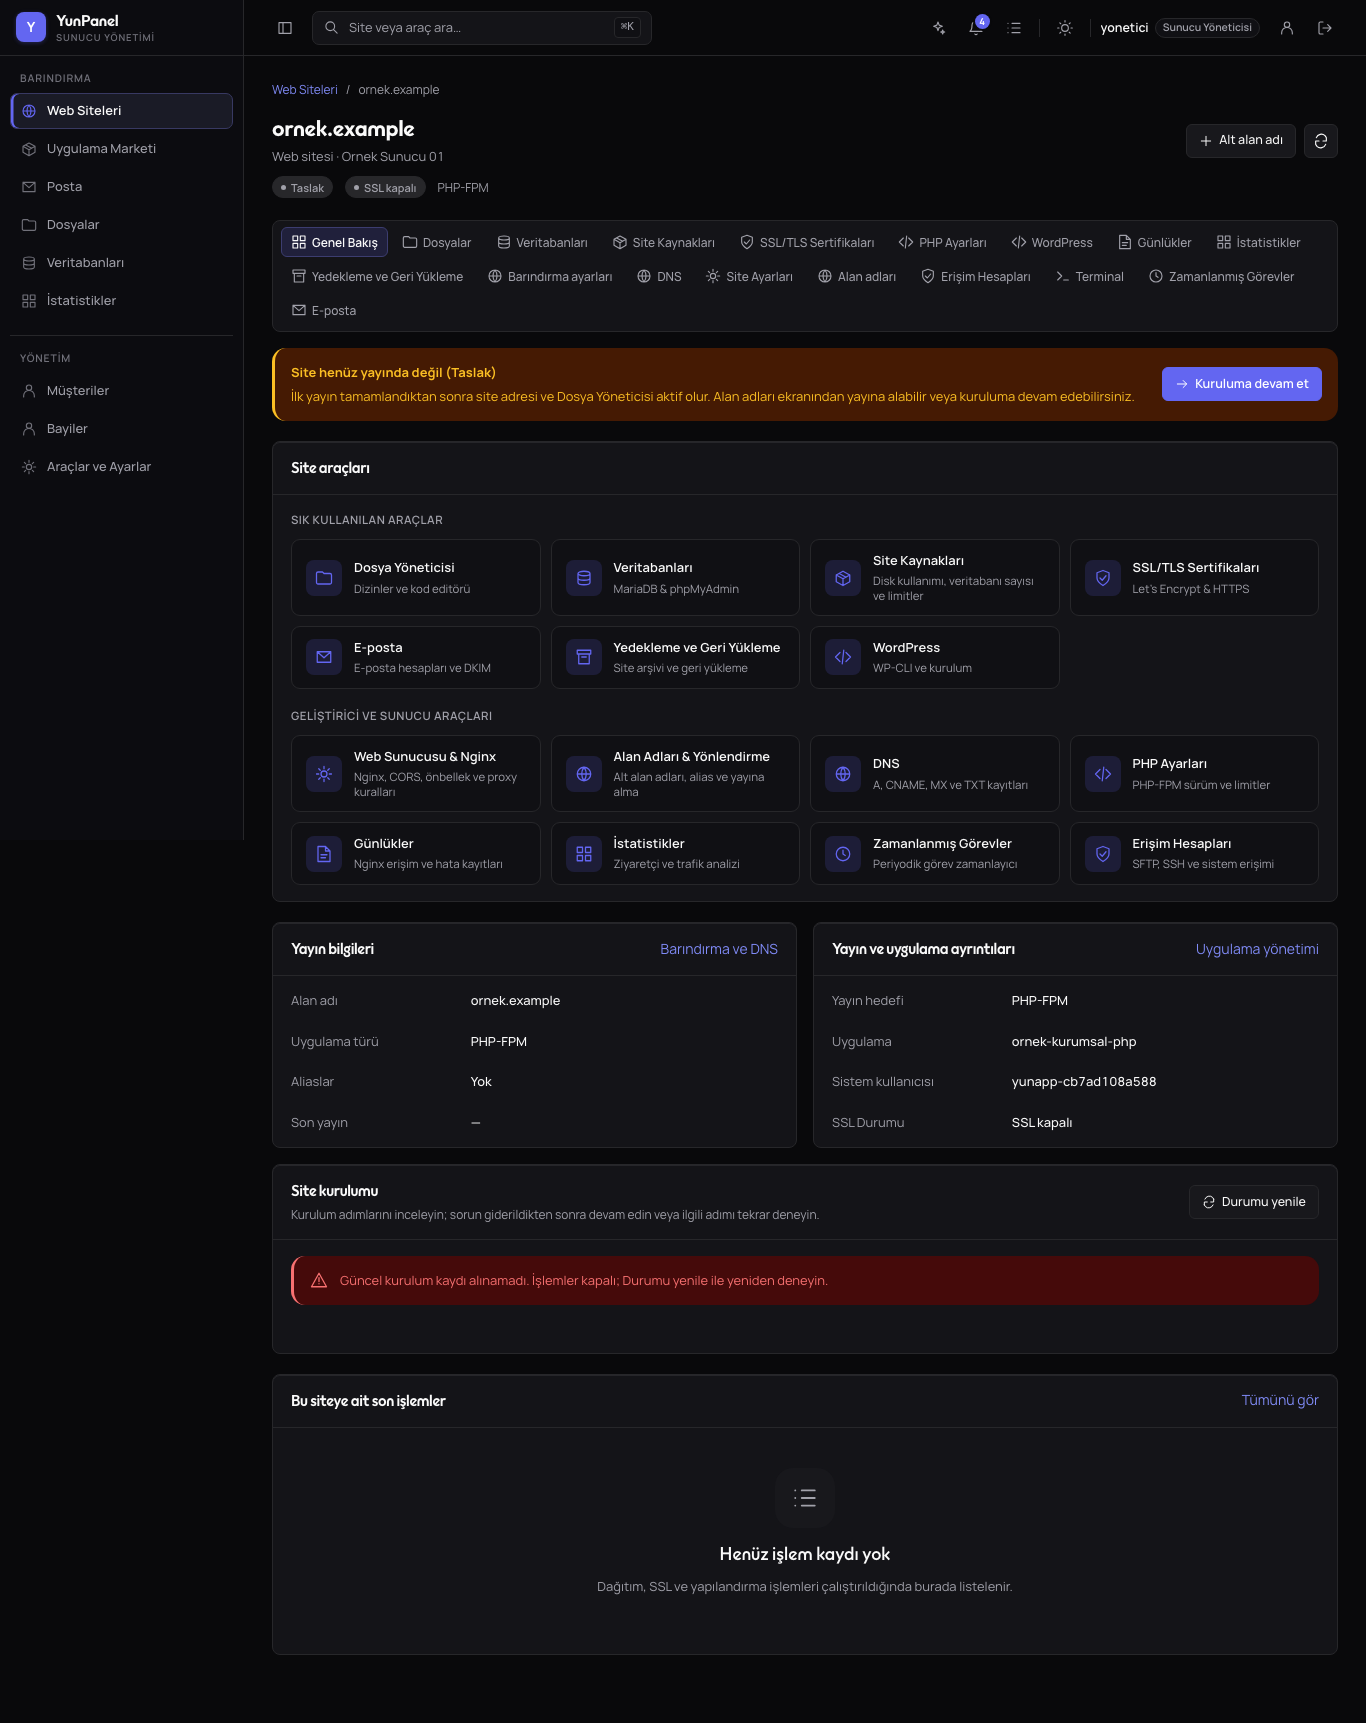 Y
YunPanel
SUNUCU YÖNETİMİ
Site veya araç ara...
⌘K
4
yonetici
Sunucu Yöneticisi
BARINDIRMA
Web Siteleri
Uygulama Marketi
Posta
Dosyalar
Veritabanları
İstatistikler
YÖNETİM
Müşteriler
Bayiler
Araçlar ve Ayarlar
Web Siteleri / ornek.example
ornek.example
Web sitesi · Ornek Sunucu 01
Taslak
SSL kapalı
PHP-FPM
Alt alan adı
Genel Bakış
Dosyalar
Veritabanları
Site Kaynakları
SSL/TLS Sertifikaları
PHP Ayarları
WordPress
Günlükler
İstatistikler
Yedekleme ve Geri Yükleme
Barındırma ayarları
DNS
Site Ayarları
Alan adları
Erişim Hesapları
Terminal
Zamanlanmış Görevler
E-posta
Site henüz yayında değil (Taslak)
İlk yayın tamamlandıktan sonra site adresi ve Dosya Yöneticisi aktif olur. Alan adları ekranından yayına alabilir veya kuruluma devam edebilirsiniz.
Kuruluma devam et
Site araçları
SIK KULLANILAN ARAÇLAR
Dosya Yöneticisi
Dizinler ve kod editörü
Veritabanları
MariaDB & phpMyAdmin
Site Kaynakları
Disk kullanımı, veritabanı sayısı
ve limitler
SSL/TLS Sertifikaları
Let's Encrypt & HTTPS
E-posta
E-posta hesapları ve DKIM
Yedekleme ve Geri Yükleme
Site arşivi ve geri yükleme
WordPress
WP-CLI ve kurulum
GELİŞTİRİCİ VE SUNUCU ARAÇLARI
Web Sunucusu & Nginx
Nginx, CORS, önbellek ve proxy
kuralları
Alan Adları & Yönlendirme
Alt alan adları, alias ve yayına
alma
DNS
A, CNAME, MX ve TXT kayıtları
PHP Ayarları
PHP-FPM sürüm ve limitler
Günlükler
Nginx erişim ve hata kayıtları
İstatistikler
Ziyaretçi ve trafik analizi
Zamanlanmış Görevler
Periyodik görev zamanlayıcı
Erişim Hesapları
SFTP, SSH ve sistem erişimi
Yayın bilgileri
Barındırma ve DNS
Alan adı
ornek.example
Uygulama türü
PHP-FPM
Aliaslar
Yok
Son yayın
—
Yayın ve uygulama ayrıntıları
Uygulama yönetimi
Yayın hedefi
PHP-FPM
Uygulama
ornek-kurumsal-php
Sistem kullanıcısı
yunapp-cb7ad108a588
SSL Durumu
SSL kapalı
Site kurulumu
Kurulum adımlarını inceleyin; sorun giderildikten sonra devam edin veya ilgili adımı tekrar deneyin.
Durumu yenile
Güncel kurulum kaydı alınamadı. İşlemler kapalı; Durumu yenile ile yeniden deneyin.
Bu siteye ait son işlemler
Tümünü gör
Henüz işlem kaydı yok
Dağıtım, SSL ve yapılandırma işlemleri çalıştırıldığında burada listelenir.